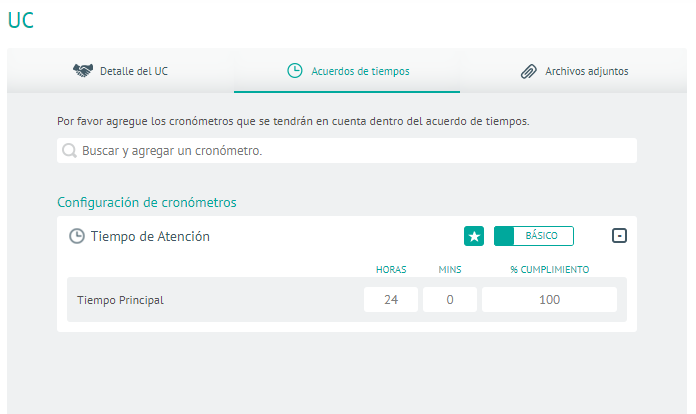 UC
Detalle del UC
Acuerdos de tiempos
Archivos adjuntos
Por favor agregue los cronómetros que se tendrán en cuenta dentro del acuerdo de tiempos.
Buscar y agregar un cronómetro.
Configuración de cronómetros
Tiempo de Atención
BÁSICO
HORAS MINS % CUMPLIMIENTO
Tiempo Principal 24 0 100